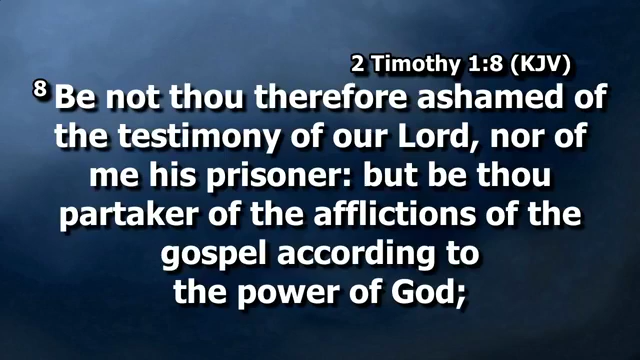 2 Timothy 1:8 (KJV)
8 Be not thou therefore ashamed of
the testimony of our Lord, nor of
me his prisoner: but be thou
partaker of the afflictions of the
gospel according to
the power of God;